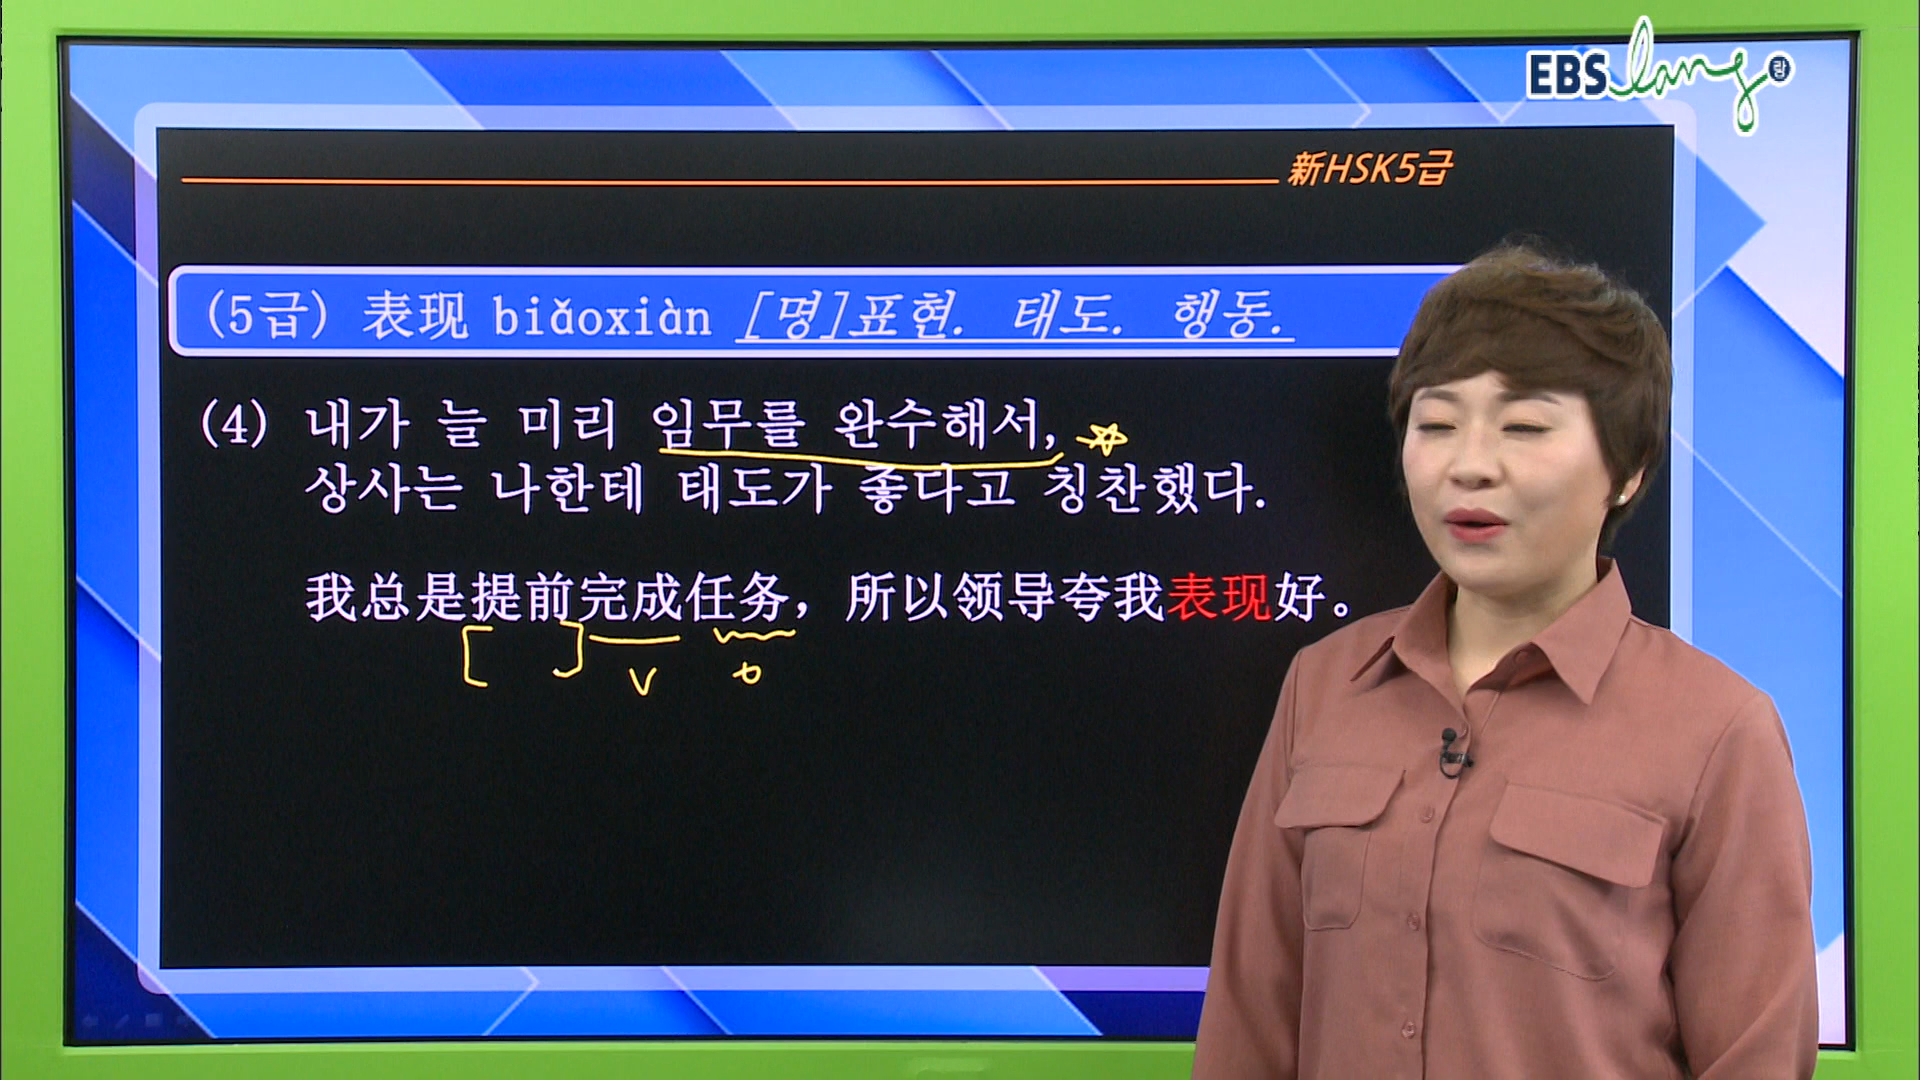 EBS lang 랑
新HSK5급
(5급) 表现 biǎoxiàn [명]표현. 태도. 행동.
(4) 내가 늘 미리 임무를 완수해서,
상사는 나한테 태도가 좋다고 칭찬했다.
我总是提前完成任务，所以领导夸我表现好。
V o